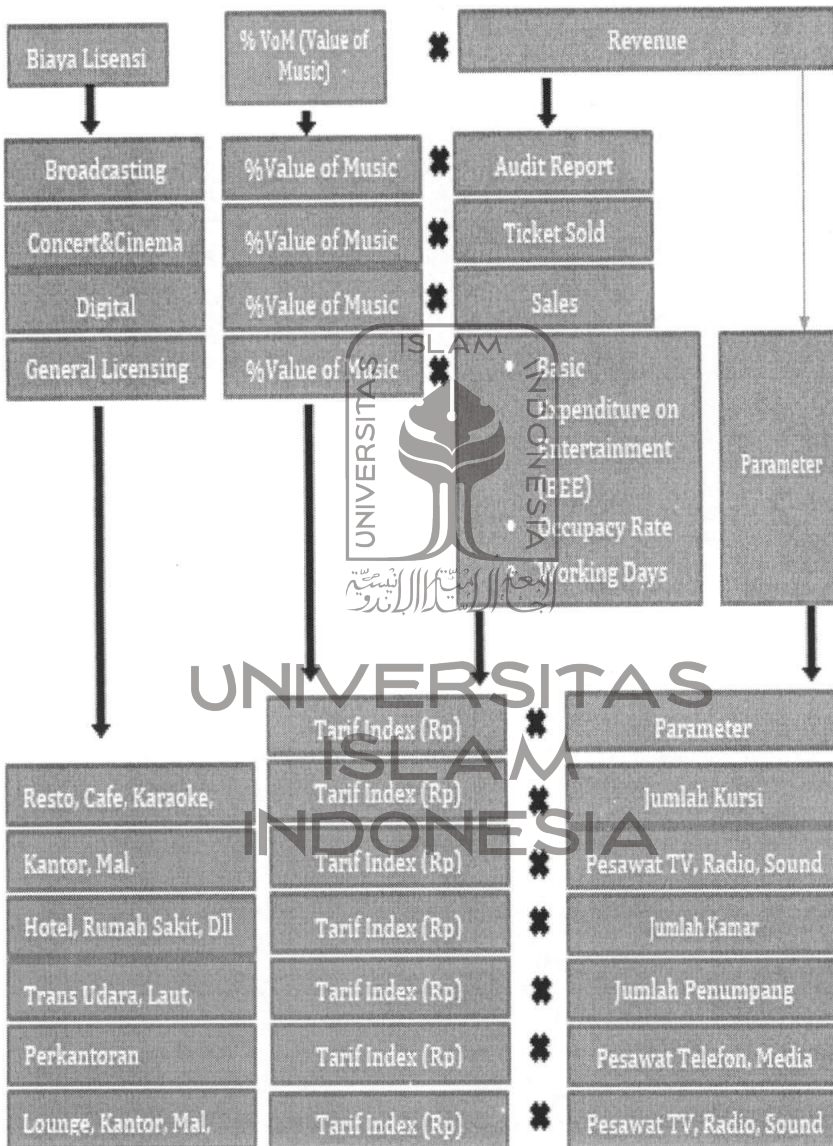 Biaya Lisensi
% VoM (Value of
Music)
✖
Revenue
Broadcasting
%Value of Music
✖
Audit Report
Concert&Cinema
%Value of Music
✖
Ticket Sold
Digital
%Value of Music
✖
Sales
General Licensing
%Value of Music
✖
• Basic
Expenditure on
Entertainment
(BEE)
• Occupacy Rate
• Working Days
Parameter
ISLAM
UNIVERSITAS
INDONESIA
UNIVERSITAS
ISLAM
INDONESIA
Tarif Index (Rp)
✖
Parameter
Resto, Cafe, Karaoke,
Tarif Index (Rp)
✖
Jumlah Kursi
Kantor, Mal,
Tarif Index (Rp)
✖
Pesawat TV, Radio, Sound
Hotel, Rumah Sakit, Dll
Tarif Index (Rp)
✖
Jumlah Kamar
Trans Udara, Laut,
Tarif Index (Rp)
✖
Jumlah Penumpang
Perkantoran
Tarif Index (Rp)
✖
Pesawat Telefon, Media
Lounge, Kantor, Mal,
Tarif Index (Rp)
✖
Pesawat TV, Radio, Sound